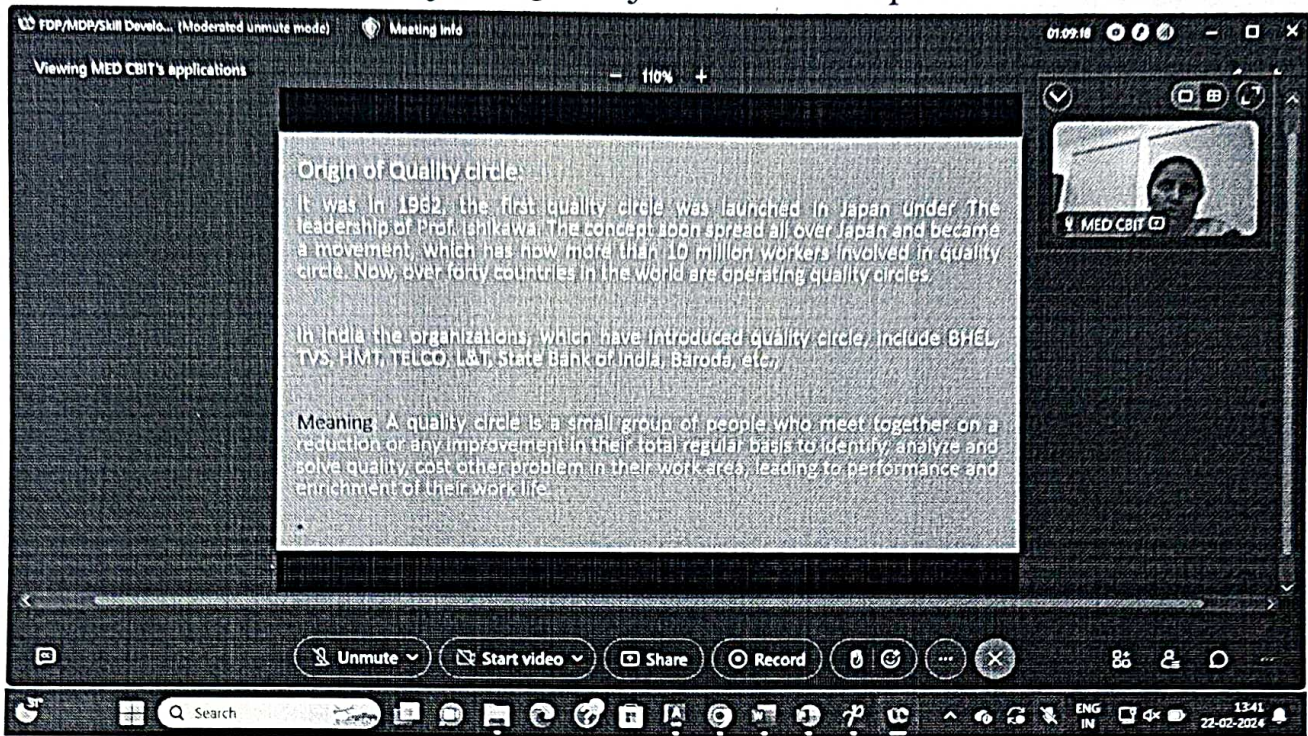 FDP/MDP/Skill Develo... (Moderated unmute mode) Meeting info
01:09:18
Viewing MED CBIT's applications
110%
Origin of Quality circle:
It was in 1962, the first quality circle was launched in Japan under The
leadership of Prof. Ishikawa. The concept soon spread all over Japan and became
a movement, which has now more than 10 million workers involved in quality
circle. Now, over forty countries in the world are operating quality circles.
In India the organizations, which have introduced quality circle, include BHEL,
TVS, HMT, TELCO, L&T, State Bank of India, Baroda, etc.,
Meaning: A quality circle is a small group of people who meet together on a
reduction or any improvement in their total regular basis to identify, analyze and
solve quality, cost other problem in their work area, leading to performance and
enrichment of their work life.
MED CBIT
Unmute Start video Share Record
Search
ENG
IN
13:41
22-02-2024